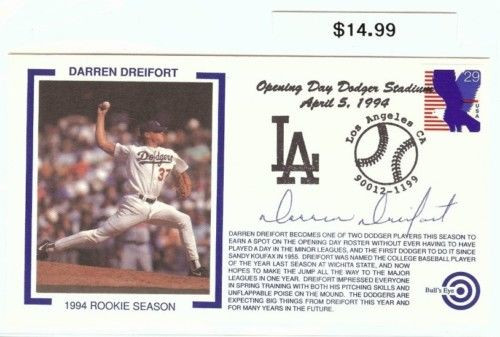 $14.99
DARREN DREIFORT
Dodgers
37
1994 ROOKIE SEASON
Opening Day Dodger Stadium
April 5, 1994
29
USA
LA
Los Angeles CA
90012-1199
Darren Dreifort
DARREN DREIFORT BECOMES ONE OF TWO DODGER PLAYERS THIS SEASON TO
EARN A SPOT ON THE OPENING DAY ROSTER WITHOUT EVER HAVING TO HAVE
PLAYED A DAY IN THE MINOR LEAGUES, AND THE FIRST DODGER TO DO IT SINCE
SANDY KOUFAX IN 1955. DREIFORT WAS NAMED THE COLLEGE BASEBALL PLAYER
OF THE YEAR LAST SEASON AT WICHITA STATE, AND NOW
HOPES TO MAKE THE JUMP ALL THE WAY TO THE MAJOR
LEAGUES IN ONE YEAR. DREIFORT IMPRESSED EVERYONE
IN SPRING TRAINING WITH BOTH HIS PITCHING SKILLS AND
UNFLAPPABLE POISE ON THE MOUND. THE DODGERS ARE
EXPECTING BIG THINGS FROM DREIFORT THIS YEAR AND
FOR MANY YEARS IN THE FUTURE.
Bull's Eye